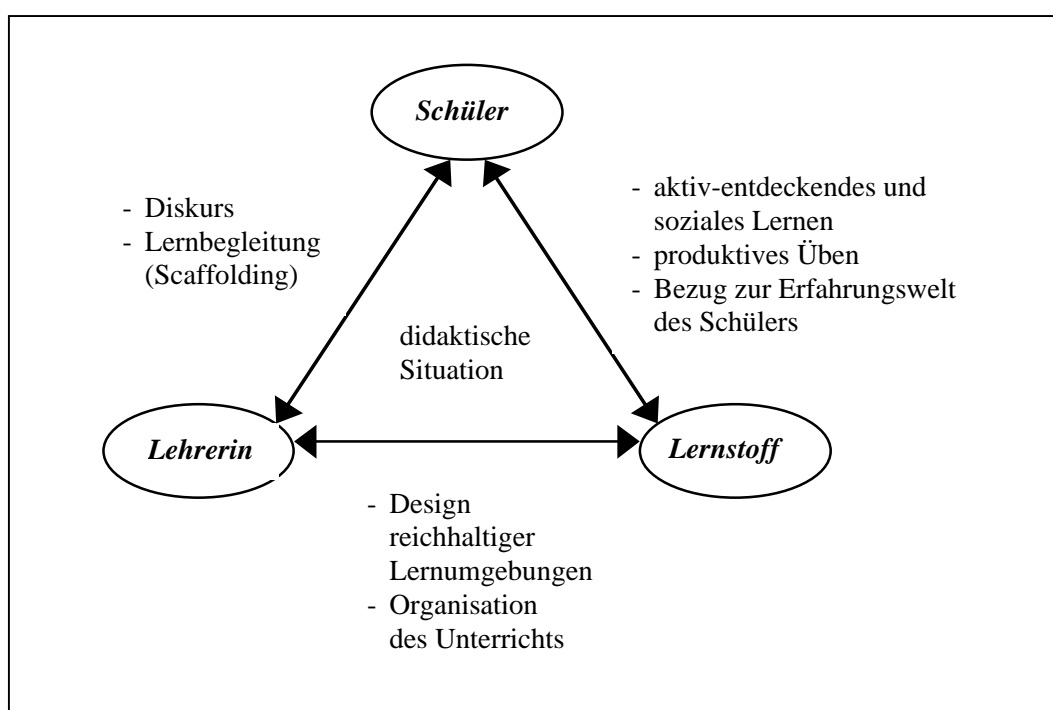 Schüler
- Diskurs
- Lernbegleitung
(Scaffolding)
- aktiv-entdeckendes und
soziales Lernen
- produktives Üben
- Bezug zur Erfahrungswelt
des Schülers
didaktische
Situation
Lehrerin
Lernstoff
- Design
reichhaltiger
Lernumgebungen
- Organisation
des Unterrichts